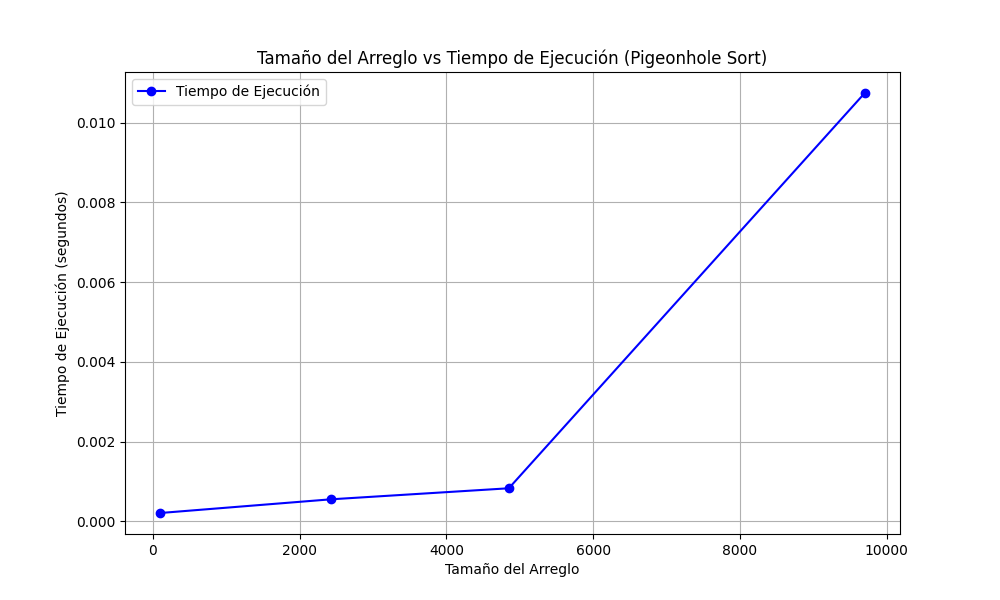 Tamaño del Arreglo vs Tiempo de Ejecución (Pigeonhole Sort)
Tiempo de Ejecución
0.010
0.008
0.006
0.004
0.002
0.000
Tiempo de Ejecución (segundos)
0 2000 4000 6000 8000 10000
Tamaño del Arreglo